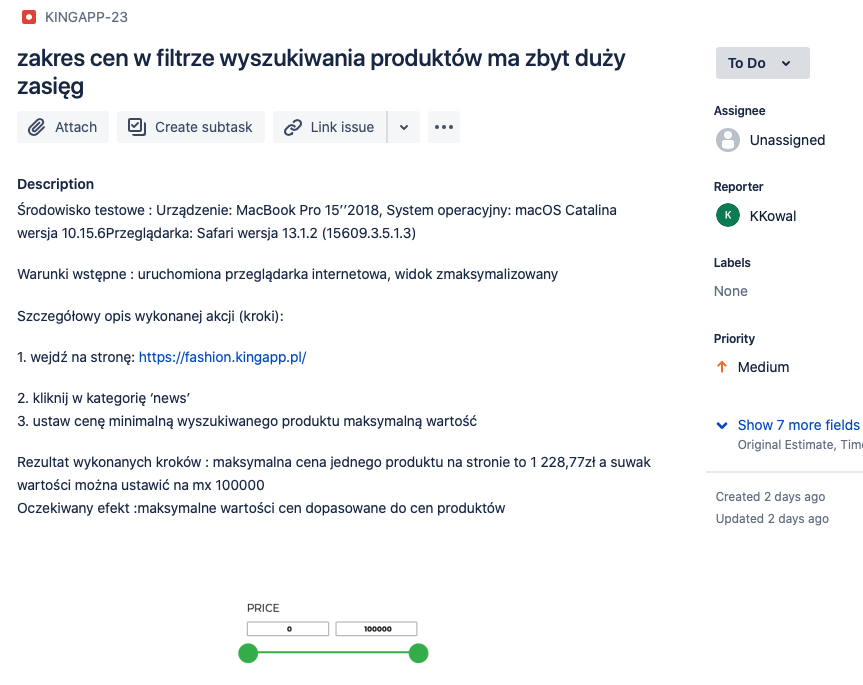 KINGAPP-23
zakres cen w filtrze wyszukiwania produktów ma zbyt duży
zasięg
Attach
Create subtask
Link issue
Description
Środowisko testowe : Urządzenie: MacBook Pro 15’’2018, System operacyjny: macOS Catalina
wersja 10.15.6Przeglądarka: Safari wersja 13.1.2 (15609.3.5.1.3)
Warunki wstępne : uruchomiona przeglądarka internetowa, widok zmaksymalizowany
Szczegółowy opis wykonanej akcji (kroki):
1. wejdź na stronę: https://fashion.kingapp.pl/
2. kliknij w kategorię ‘news’
3. ustaw cenę minimalną wyszukiwanego produktu maksymalną wartość
Rezultat wykonanych kroków : maksymalna cena jednego produktu na stronie to 1 228,77zł a suwak
wartości można ustawić na mx 100000
Oczekiwany efekt :maksymalne wartości cen dopasowane do cen produktów
PRICE
0
100000
To Do
Assignee
Unassigned
Reporter
K
KKowal
Labels
None
Priority
Medium
Show 7 more fields
Original Estimate, Time
Created 2 days ago
Updated 2 days ago